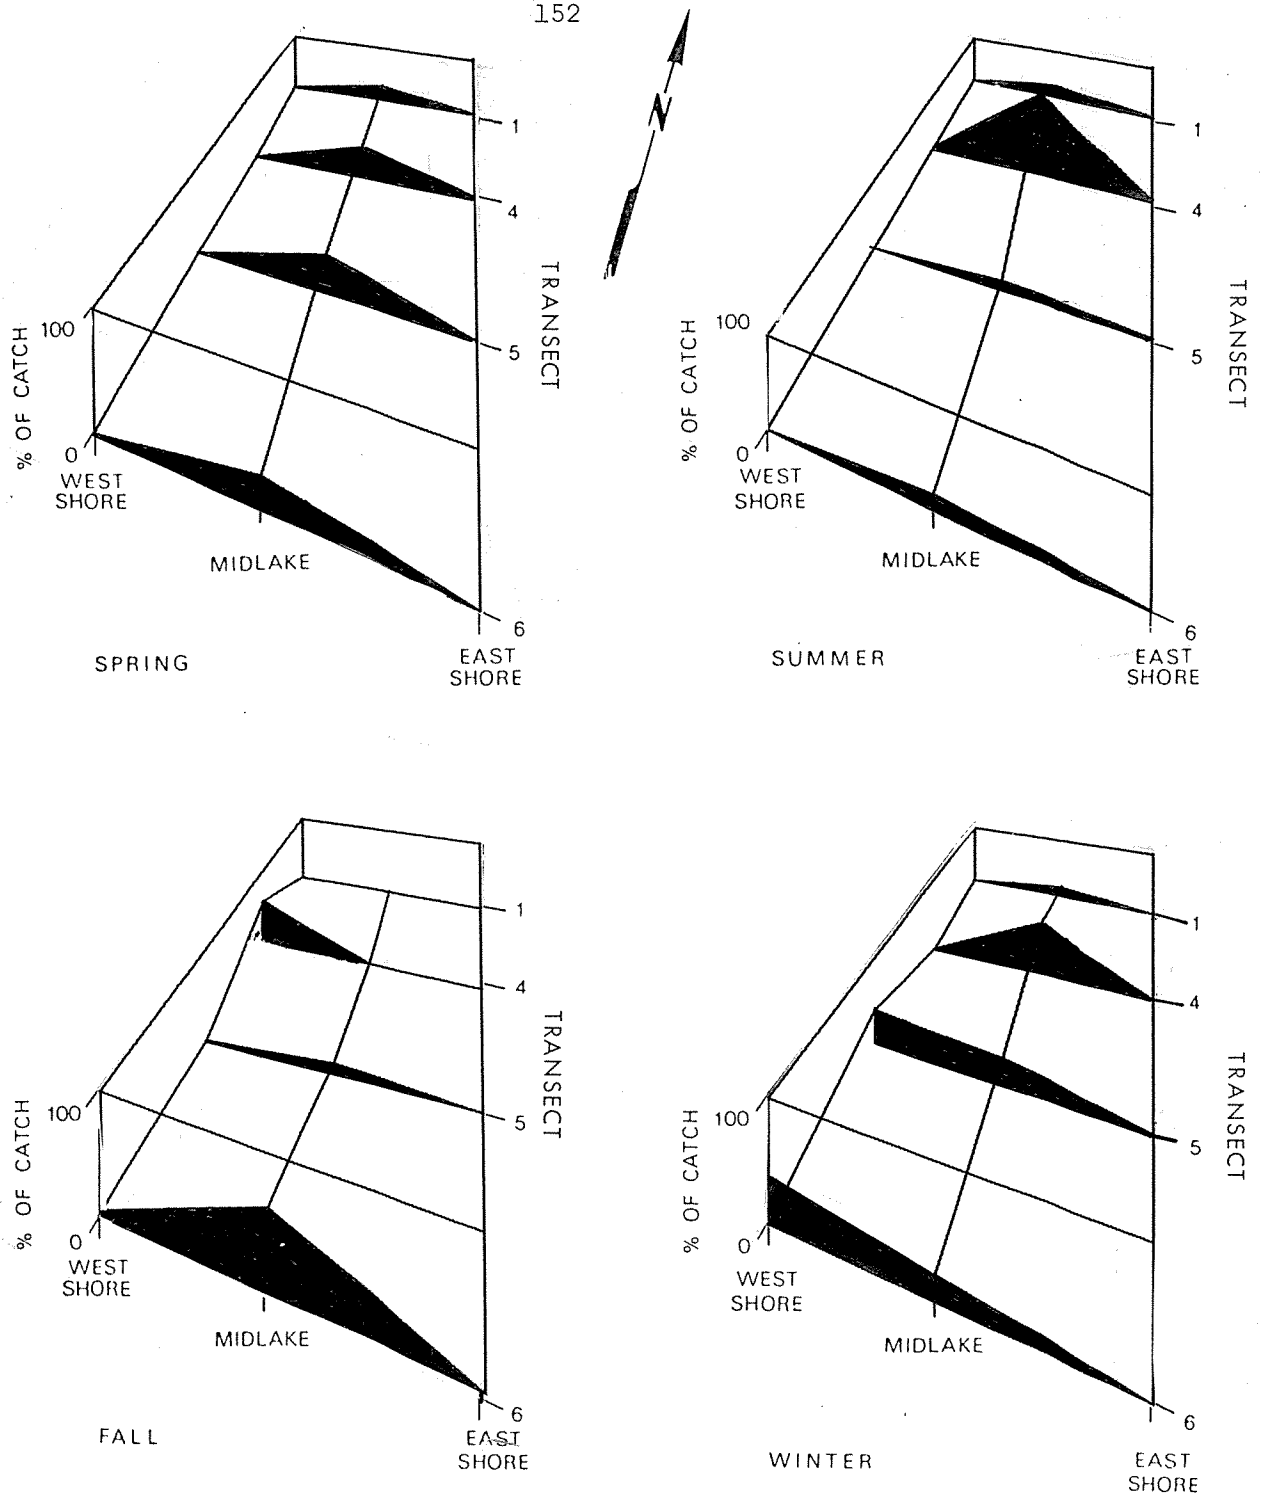 152
N
1
4
5
6
TRANSECT
100
0
% OF CATCH
WEST
SHORE
MIDLAKE
EAST
SHORE
SPRING
1
4
5
6
TRANSECT
100
0
% OF CATCH
WEST
SHORE
MIDLAKE
EAST
SHORE
SUMMER
1
4
5
6
TRANSECT
100
0
% OF CATCH
WEST
SHORE
MIDLAKE
EAST
SHORE
FALL
1
4
5
6
TRANSECT
100
0
% OF CATCH
WEST
SHORE
MIDLAKE
EAST
SHORE
WINTER